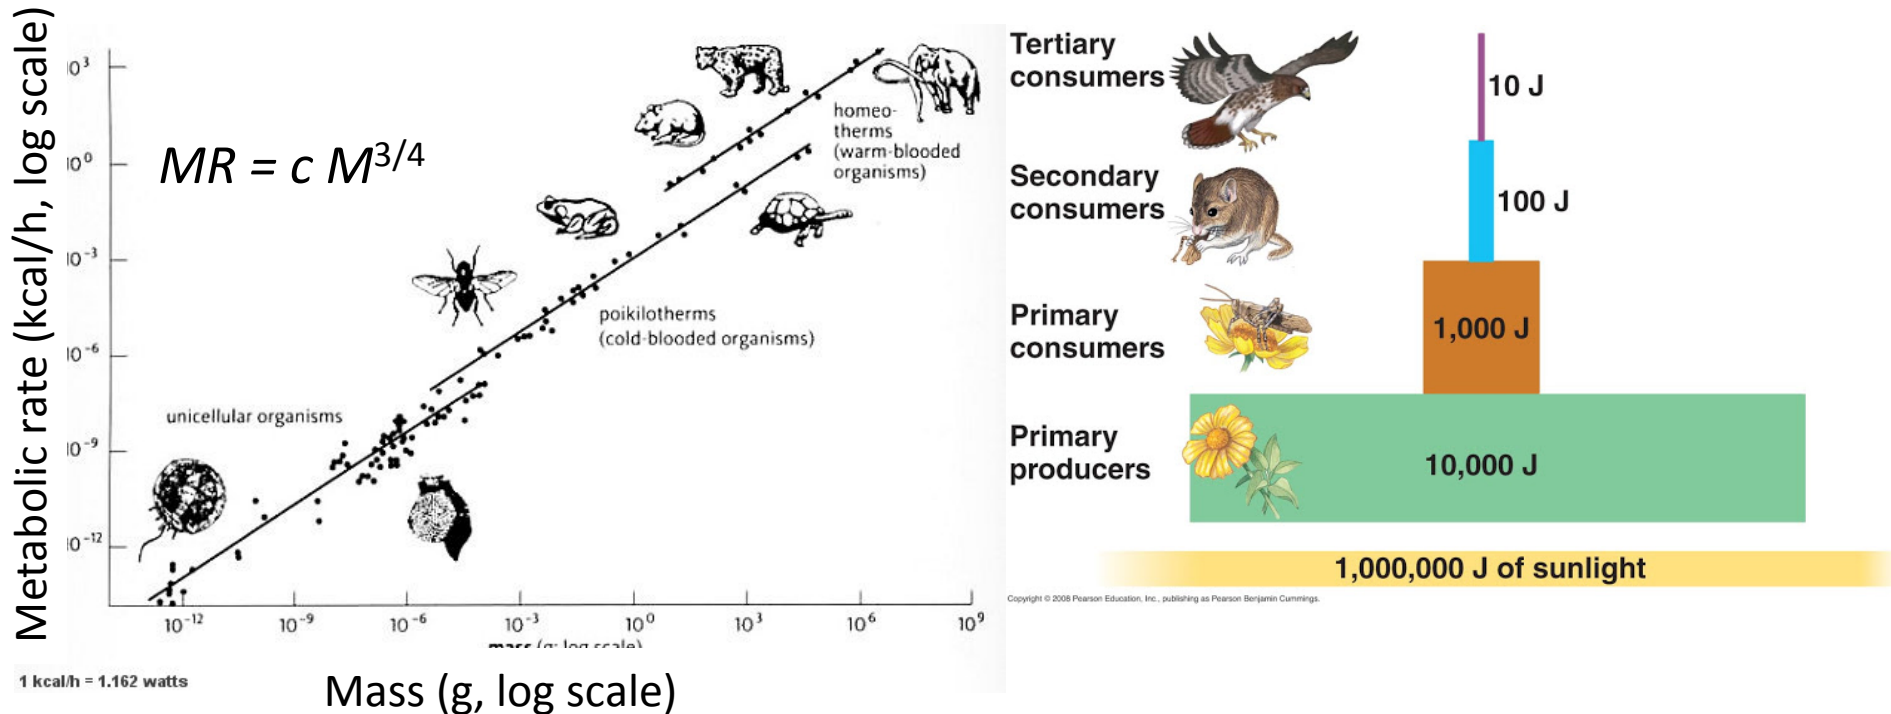 Metabolic rate (kcal/h, log scale)
10³
10⁰
10⁻³
10⁻⁶
10⁻⁹
10⁻¹²
MR = c M³/⁴
homeo-
therms
(warm-blooded
organisms)
poikilotherms
(cold-blooded organisms)
unicellular organisms
10⁻¹² 10⁻⁹ 10⁻⁶ 10⁻³ 10⁰ 10³ 10⁶ 10⁹
mass (g; log scale)
1 kcal/h = 1.162 watts
Mass (g, log scale)
Tertiary
consumers
10 J
Secondary
consumers
100 J
Primary
consumers
1,000 J
Primary
producers
10,000 J
1,000,000 J of sunlight
Copyright © 2008 Pearson Education, Inc., publishing as Pearson Benjamin Cummings.